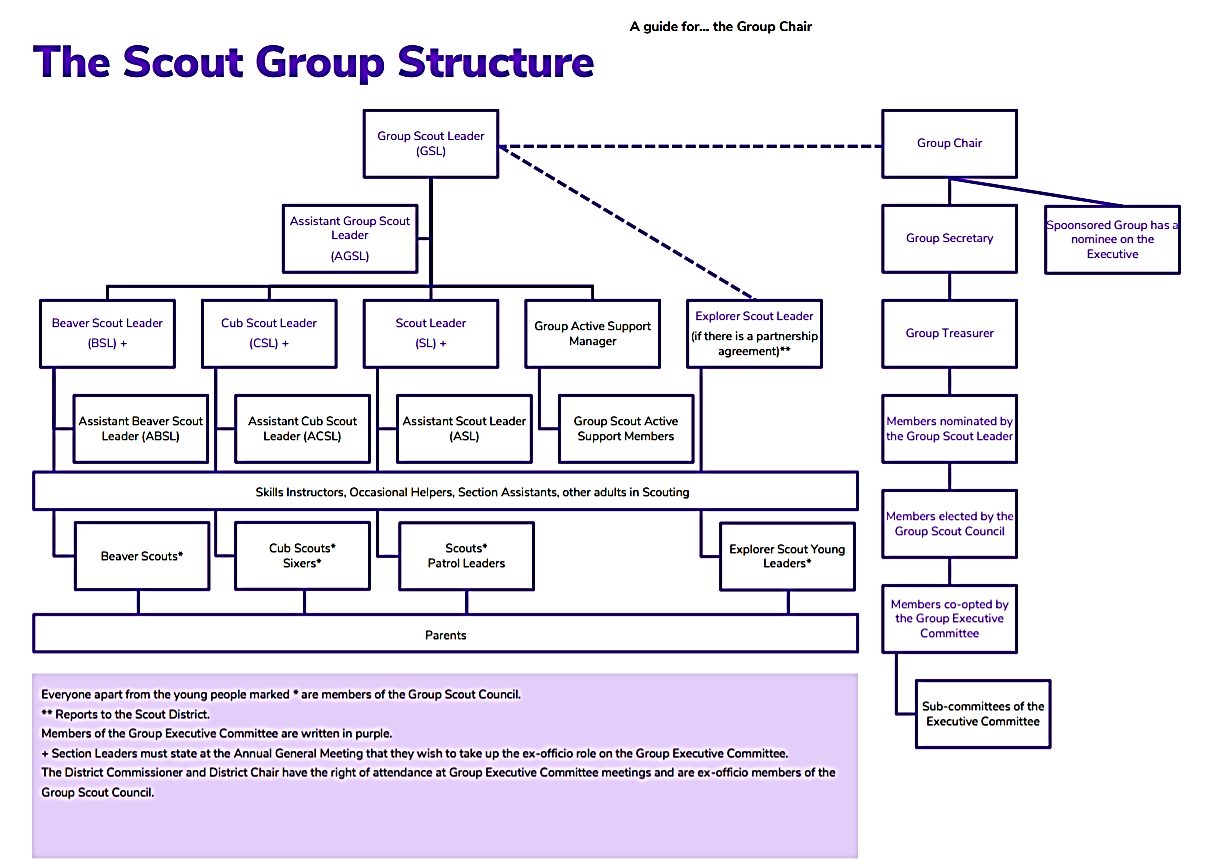 A guide for... the Group Chair
The Scout Group Structure
Group Scout Leader
(GSL)
Group Chair
Assistant Group Scout
Leader
(AGSL)
Group Secretary
Spoonsored Group has a
nominee on the
Executive
Beaver Scout Leader
(BSL) +
Cub Scout Leader
(CSL) +
Scout Leader
(SL) +
Group Active Support
Manager
Explorer Scout Leader
(if there is a partnership
agreement)**
Group Treasurer
Assistant Beaver Scout
Leader (ABSL)
Assistant Cub Scout
Leader (ACSL)
Assistant Scout Leader
(ASL)
Group Scout Active
Support Members
Members nominated by
the Group Scout Leader
Skills Instructors, Occasional Helpers, Section Assistants, other adults in Scouting
Members elected by the
Group Scout Council
Beaver Scouts*
Cub Scouts*
Sixers*
Scouts*
Patrol Leaders
Explorer Scout Young
Leaders*
Members co-opted by
the Group Executive
Committee
Parents
Sub-committees of the
Executive Committee
Everyone apart from the young people marked * are members of the Group Scout Council.
** Reports to the Scout District.
Members of the Group Executive Committee are written in purple.
+ Section Leaders must state at the Annual General Meeting that they wish to take up the ex-officio role on the Group Executive Committee.
The District Commissioner and District Chair have the right of attendance at Group Executive Committee meetings and are ex-officio members of the
Group Scout Council.